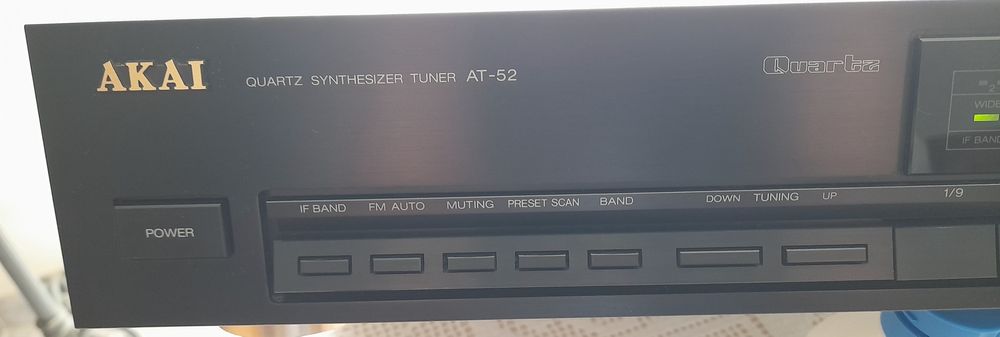 AKAI
QUARTZ SYNTHESIZER TUNER AT-52
Quartz
WIDE
IF BAND
POWER
IF BAND
FM AUTO
MUTING
PRESET SCAN
BAND
DOWN TUNING UP
1/9